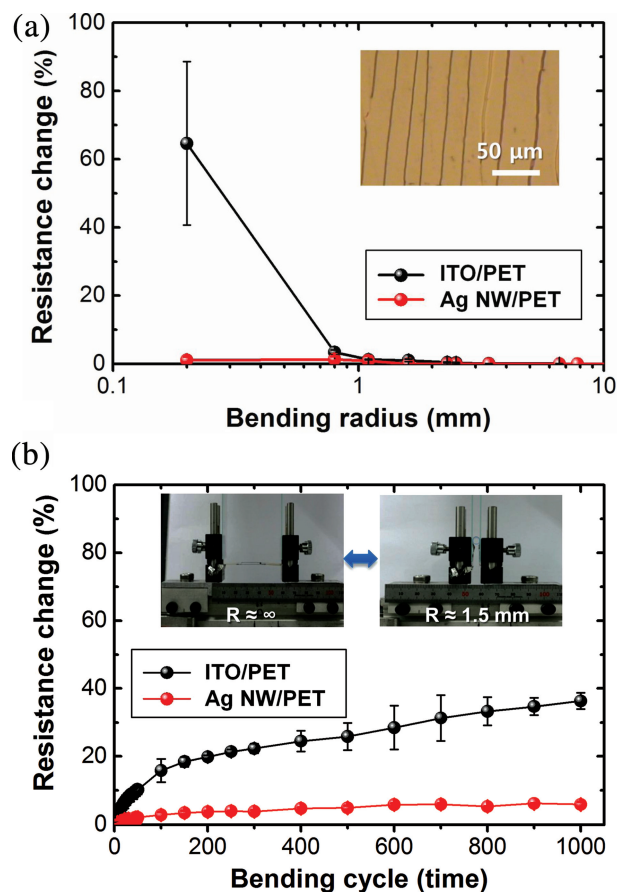 (a)
100
80
60
40
20
0
Resistance change (%)
50 μm
ITO/PET
Ag NW/PET
0.1 1 10
Bending radius (mm)
(b)
100
80
60
40
20
0
Resistance change (%)
R ≈ ∞
R ≈ 1.5 mm
ITO/PET
Ag NW/PET
0 200 400 600 800 1000
Bending cycle (time)